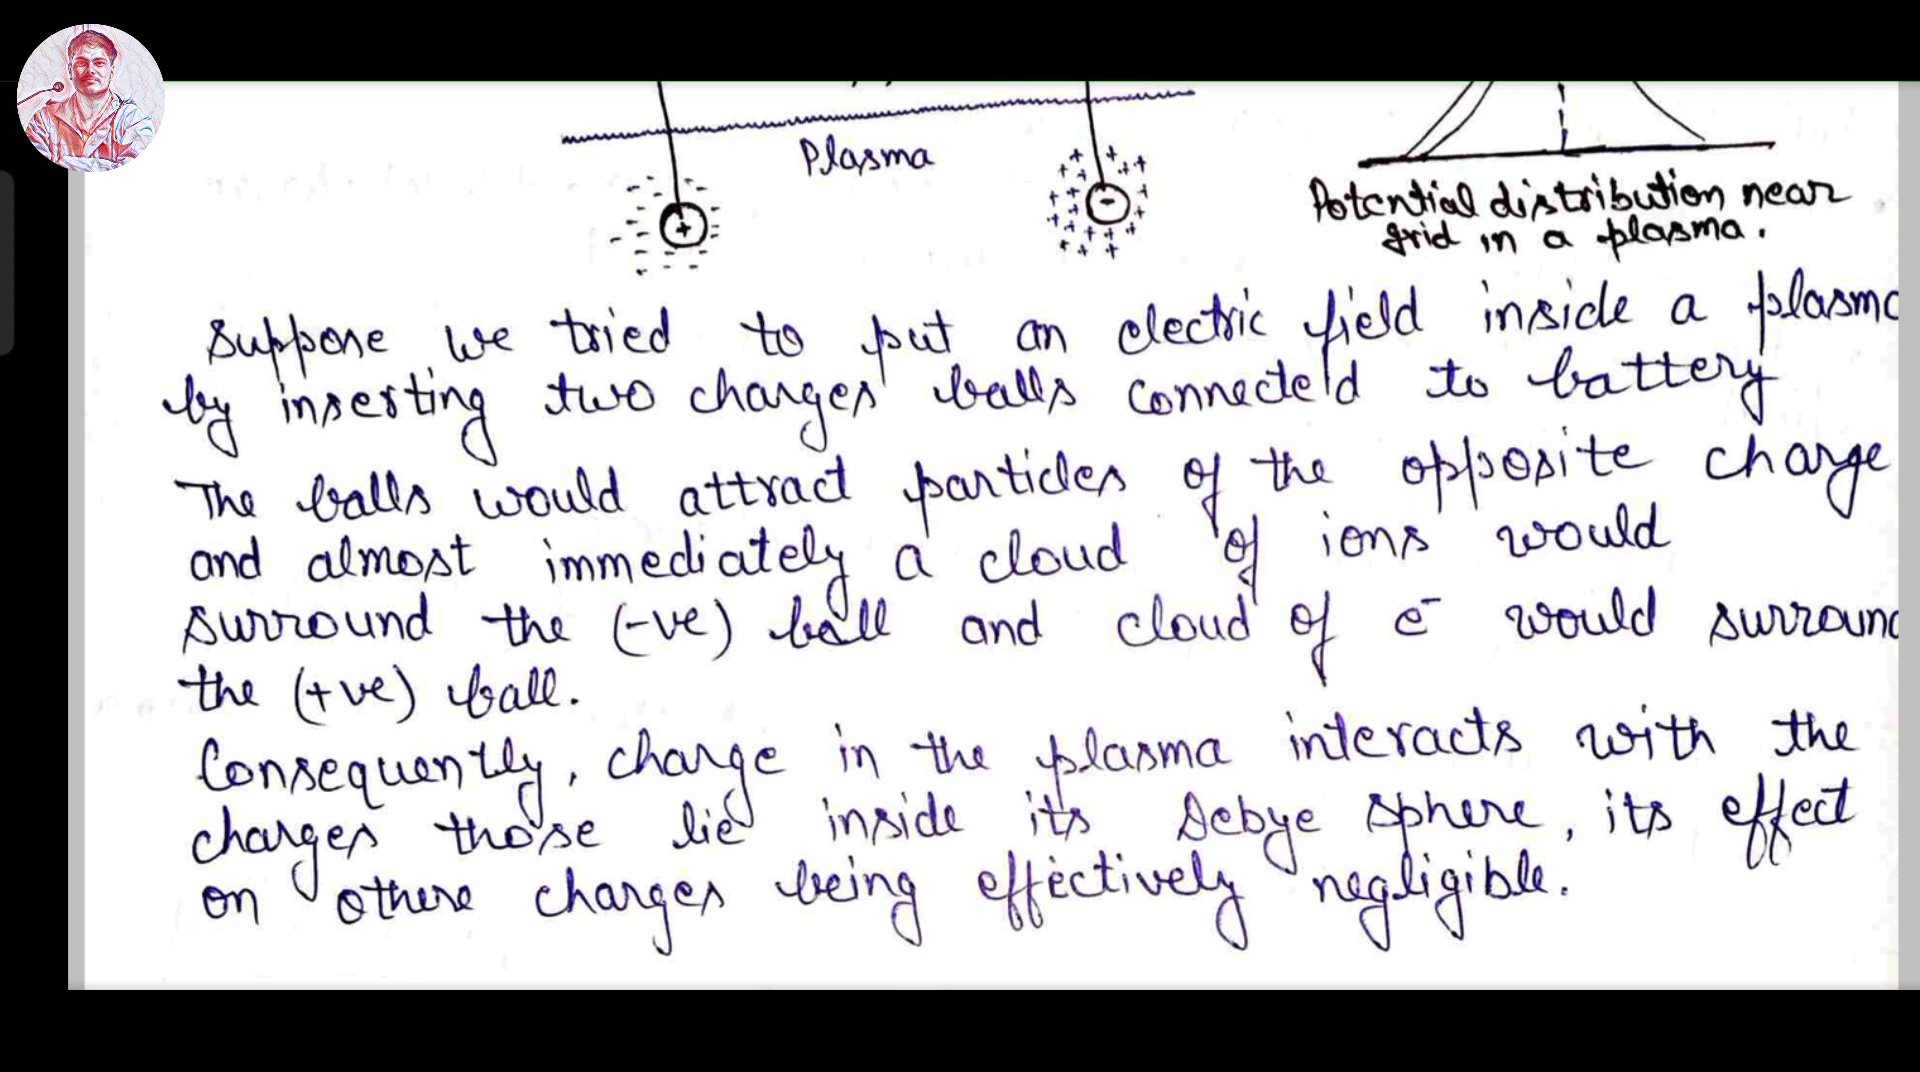 Plasma
Potential distribution near
grid in a plasma.
Suppose we tried to put an electric field inside a plasma
by inserting two charges balls connected to battery
The balls would attract particles of the opposite charge
and almost immediately a cloud of ions would
surround the (-ve) ball and cloud of e⁻ would surround
the (+ve) ball.
Consequently, charge in the plasma interacts with the
charges those lie inside its Debye sphere, its effect
on othere charges being effectively negligible.